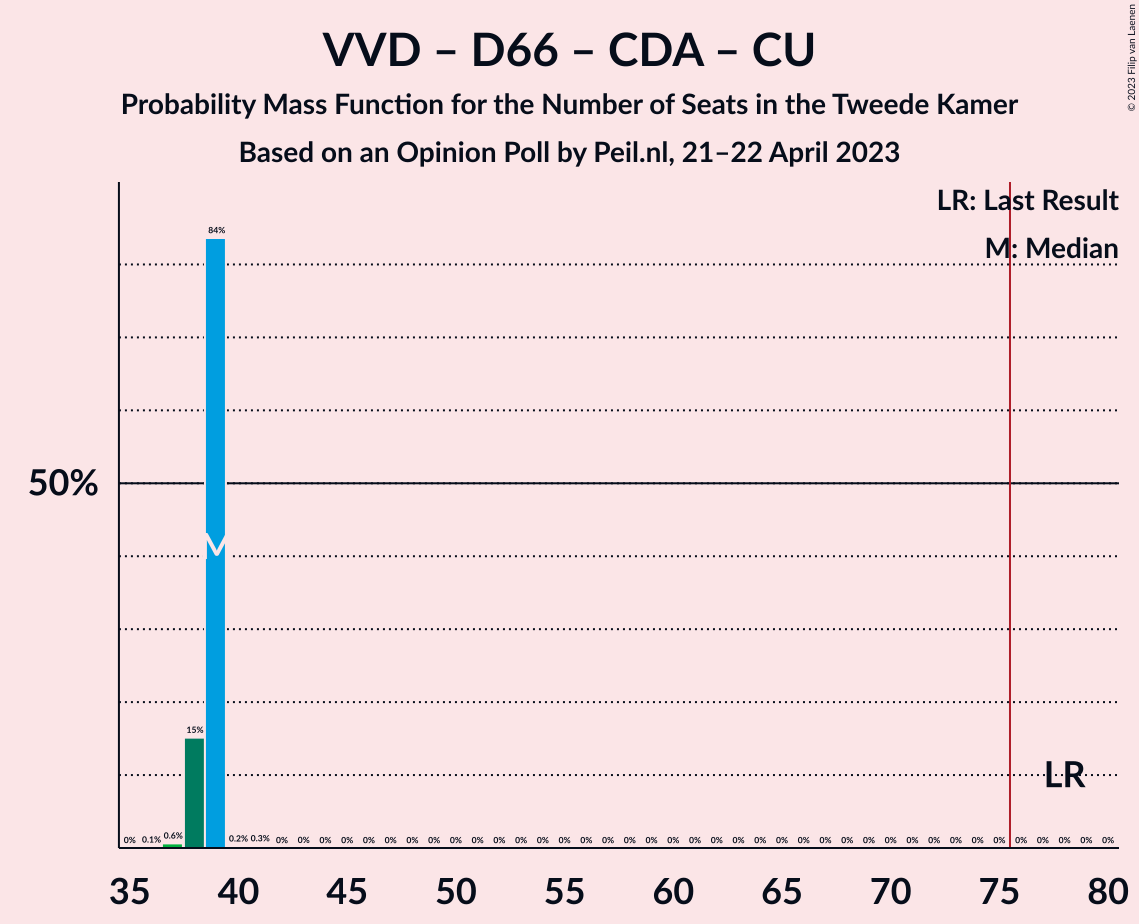 VVD – D66 – CDA – CU
Probability Mass Function for the Number of Seats in the Tweede Kamer
Based on an Opinion Poll by Peil.nl, 21–22 April 2023
© 2023 Filip van Laenen
LR: Last Result
M: Median
84%
50%
M
15%
LR
0% 0.1% 0.6% 0.2% 0.3% 0% 0% 0% 0% 0% 0% 0% 0% 0% 0% 0% 0% 0% 0% 0% 0% 0% 0% 0% 0% 0% 0% 0% 0% 0% 0% 0% 0% 0% 0% 0% 0% 0% 0% 0% 0% 0% 0% 0%
35 40 45 50 55 60 65 70 75 80